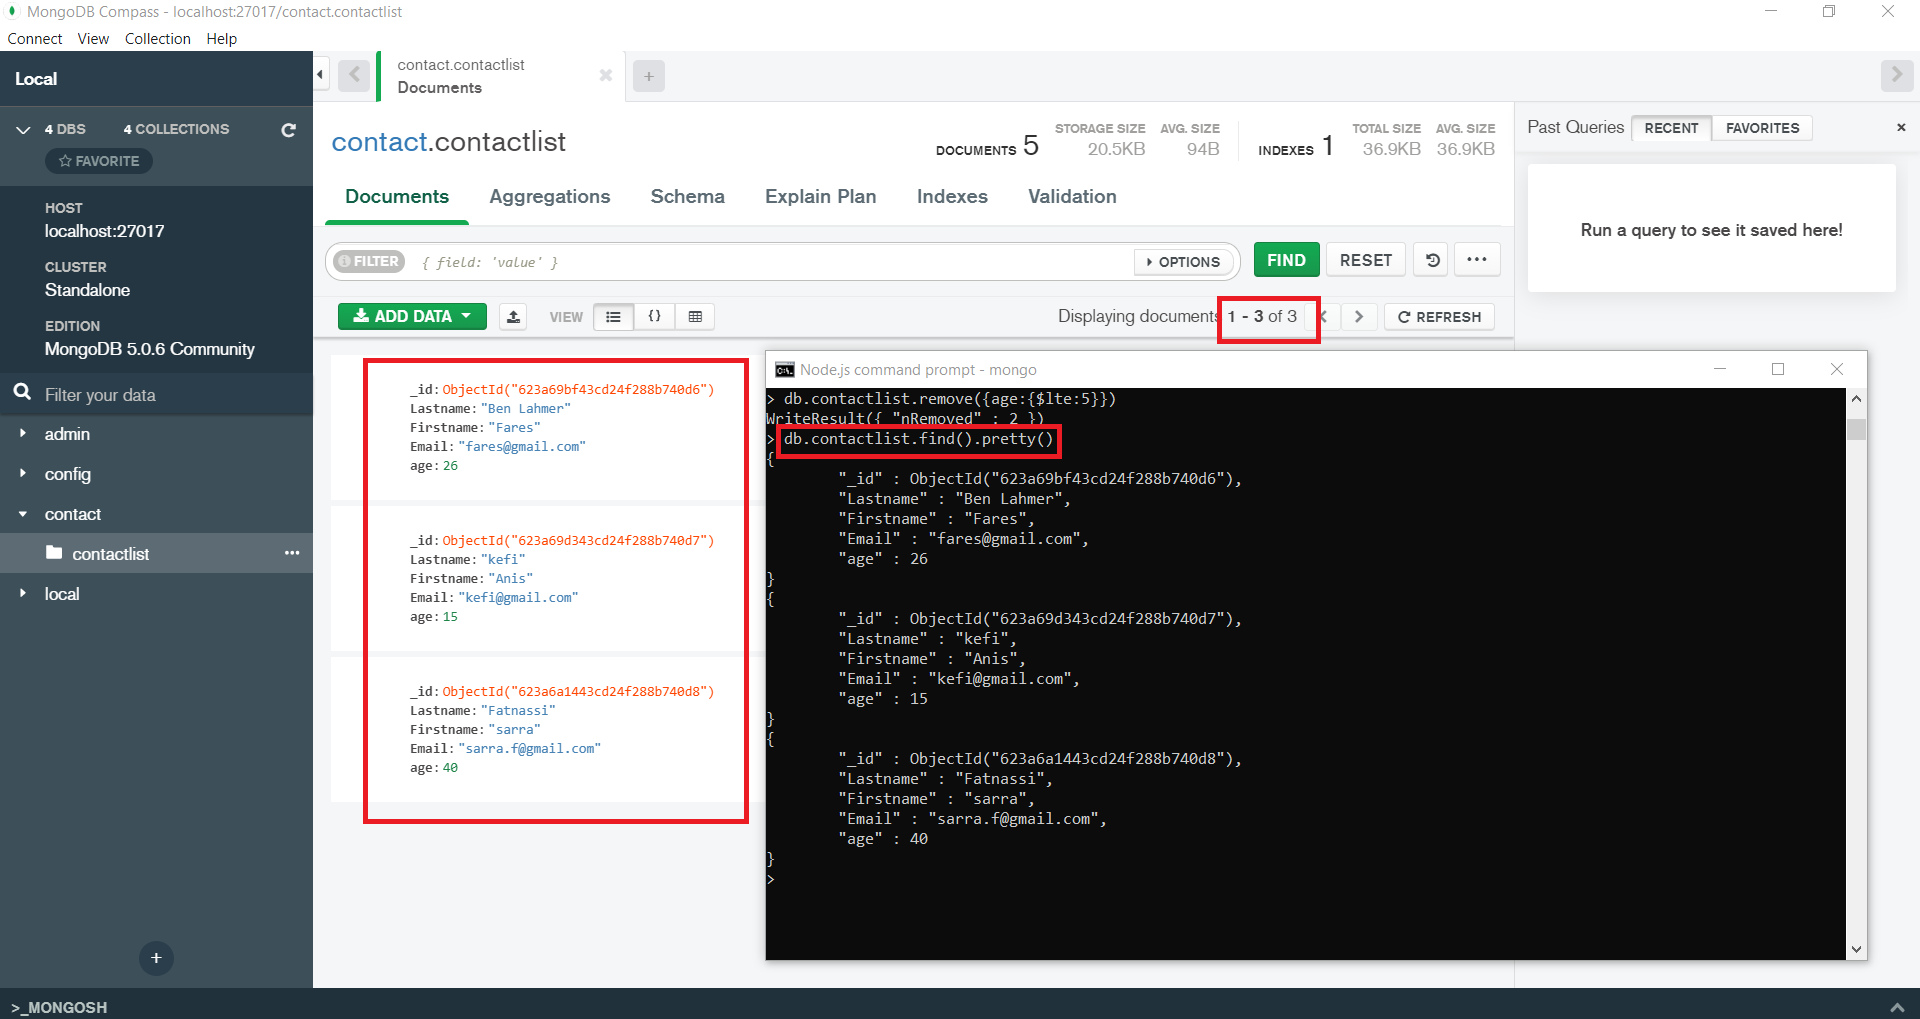 MongoDB Compass - localhost:27017/contact.contactlist
Connect View Collection Help
Local
4 DBS 4 COLLECTIONS
FAVORITE
HOST
localhost:27017
CLUSTER
Standalone
EDITION
MongoDB 5.0.6 Community
Filter your data
admin
config
contact
contactlist
local
>_MONGOSH
contact.contactlist
Documents
contact.contactlist
DOCUMENTS 5
STORAGE SIZE
20.5KB
AVG. SIZE
94B
INDEXES 1
TOTAL SIZE
36.9KB
AVG. SIZE
36.9KB
Documents Aggregations Schema Explain Plan Indexes Validation
FILTER { field: 'value' } OPTIONS FIND RESET
ADD DATA VIEW {} Displaying documents 1 - 3 of 3 REFRESH
_id: ObjectId("623a69bf43cd24f288b740d6")
Lastname: "Ben Lahmer"
Firstname: "Fares"
Email: "fares@gmail.com"
age: 26
_id: ObjectId("623a69d343cd24f288b740d7")
Lastname: "kefi"
Firstname: "Anis"
Email: "kefi@gmail.com"
age: 15
_id: ObjectId("623a6a1443cd24f288b740d8")
Lastname: "Fatnassi"
Firstname: "sarra"
Email: "sarra.f@gmail.com"
age: 40
Past Queries RECENT FAVORITES
Run a query to see it saved here!
Node.js command prompt - mongo
> db.contactlist.remove({age:{$lte:5}})
WriteResult({ "nRemoved" : 2 })
> db.contactlist.find().pretty()
{
"_id" : ObjectId("623a69bf43cd24f288b740d6"),
"Lastname" : "Ben Lahmer",
"Firstname" : "Fares",
"Email" : "fares@gmail.com",
"age" : 26
}
{
"_id" : ObjectId("623a69d343cd24f288b740d7"),
"Lastname" : "kefi",
"Firstname" : "Anis",
"Email" : "kefi@gmail.com",
"age" : 15
}
{
"_id" : ObjectId("623a6a1443cd24f288b740d8"),
"Lastname" : "Fatnassi",
"Firstname" : "sarra",
"Email" : "sarra.f@gmail.com",
"age" : 40
}
>